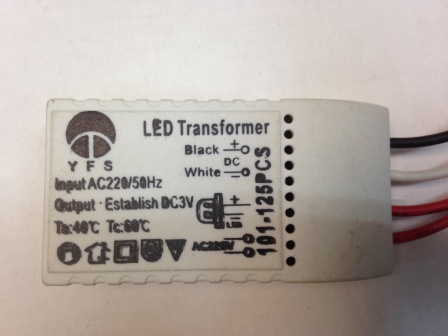 YFS
LED Transformer
Black
DC
White
Input AC220/50Hz
Output · Establish DC3V
Ta:40℃ Tc:60℃
AC220V
101-125PCS